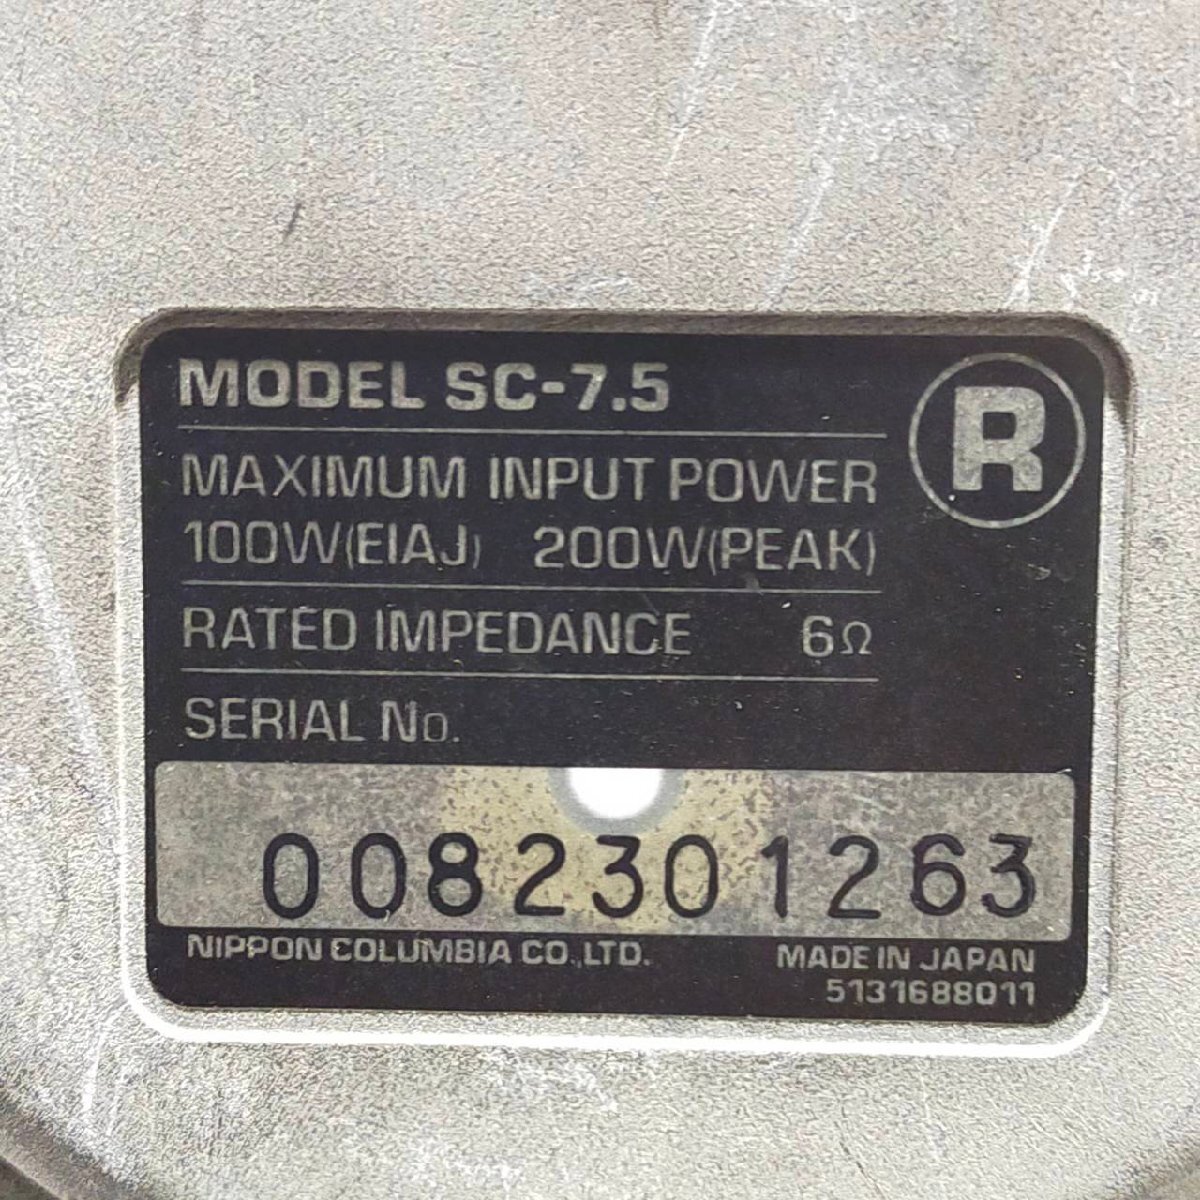 MODEL SC-7.5
R
MAXIMUM INPUT POWER
100W(EIAJ) 200W(PEAK)
RATED IMPEDANCE 6Ω
SERIAL No.
0082301263
NIPPON COLUMBIA CO.,LTD.
MADE IN JAPAN
5131688011